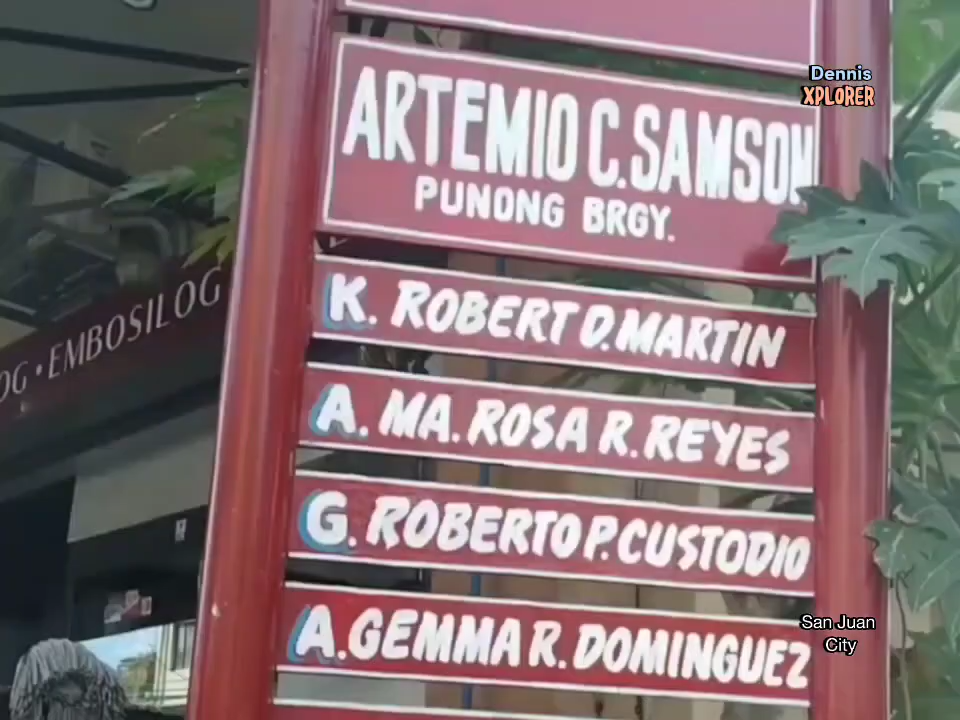 Dennis
XPLORER
ARTEMIO C. SAMSON
PUNONG BRGY.
K. ROBERT D. MARTIN
A. MA. ROSA R. REYES
G. ROBERTO P. CUSTODIO
A. GEMMA R. DOMINGUEZ
OG • EMBOSILOG
San Juan
City